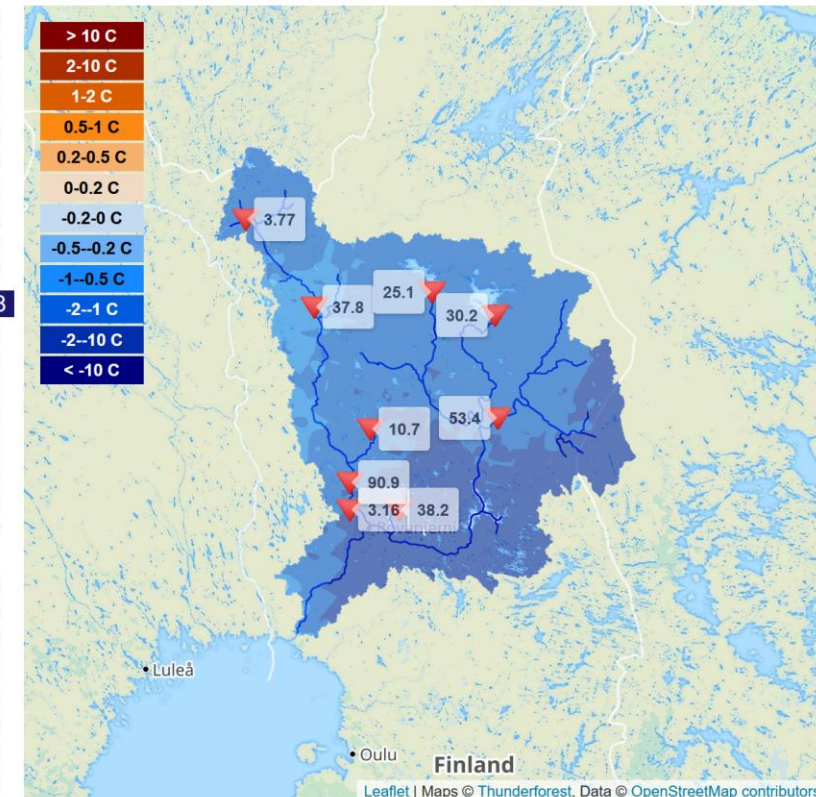 > 10 C
2-10 C
1-2 C
0.5-1 C
0.2-0.5 C
0-0.2 C
-0.2-0 C
-0.5--0.2 C
-1--0.5 C
-2--1 C
-2--10 C
< -10 C
3
3.77
37.8
25.1
30.2
10.7
53.4
90.9
3.16
38.2
Rovaniemi
Luleå
Oulu
Finland
Leaflet | Maps © Thunderforest, Data © OpenStreetMap contributors